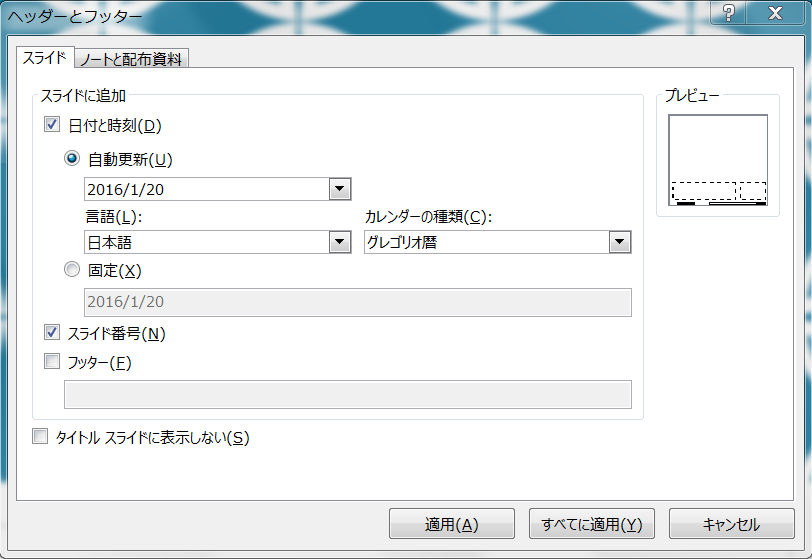 ヘッダーとフッター
スライド ノートと配布資料
スライドに追加
プレビュー
日付と時刻(D)
自動更新(U)
2016/1/20
言語(L): カレンダーの種類(C):
日本語 グレゴリオ暦
固定(X)
2016/1/20
スライド番号(N)
フッター(F)
タイトル スライドに表示しない(S)
適用(A) すべてに適用(Y) キャンセル